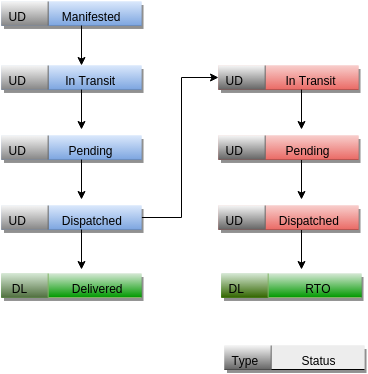 UD Manifested
UD In Transit
UD Pending
UD Dispatched
DL Delivered
UD In Transit
UD Pending
UD Dispatched
DL RTO
Type Status